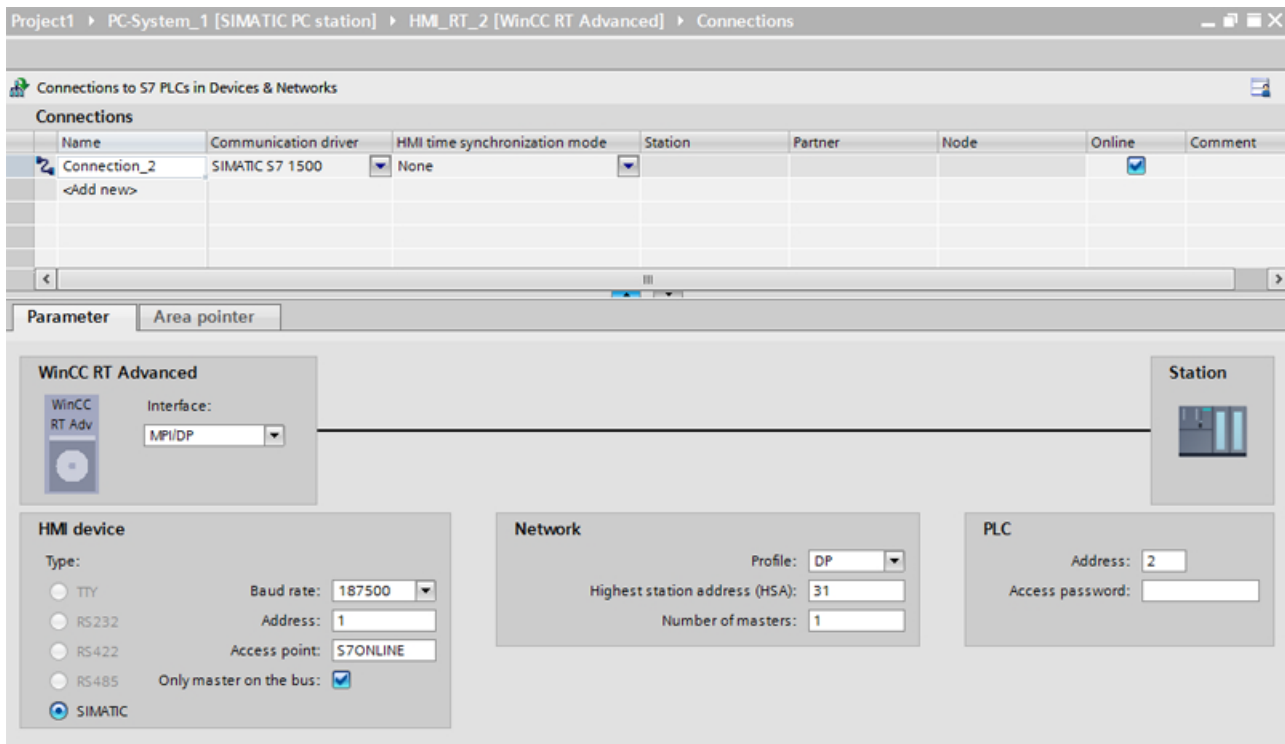 Project1 ▸ PC-System_1 [SIMATIC PC station] ▸ HMI_RT_2 [WinCC RT Advanced] ▸ Connections
Connections to S7 PLCs in Devices & Networks
Connections
Name Communication driver HMI time synchronization mode Station Partner Node Online Comment
Connection_2 SIMATIC S7 1500 None
<Add new>
Parameter Area pointer
WinCC RT Advanced
Station
WinCC
RT Adv
Interface:
MPI/DP
HMI device
Type:
TTY
RS232
RS422
RS485
SIMATIC
Baud rate: 187500
Address: 1
Access point: S7ONLINE
Only master on the bus:
Network
Profile: DP
Highest station address (HSA): 31
Number of masters: 1
PLC
Address: 2
Access password: